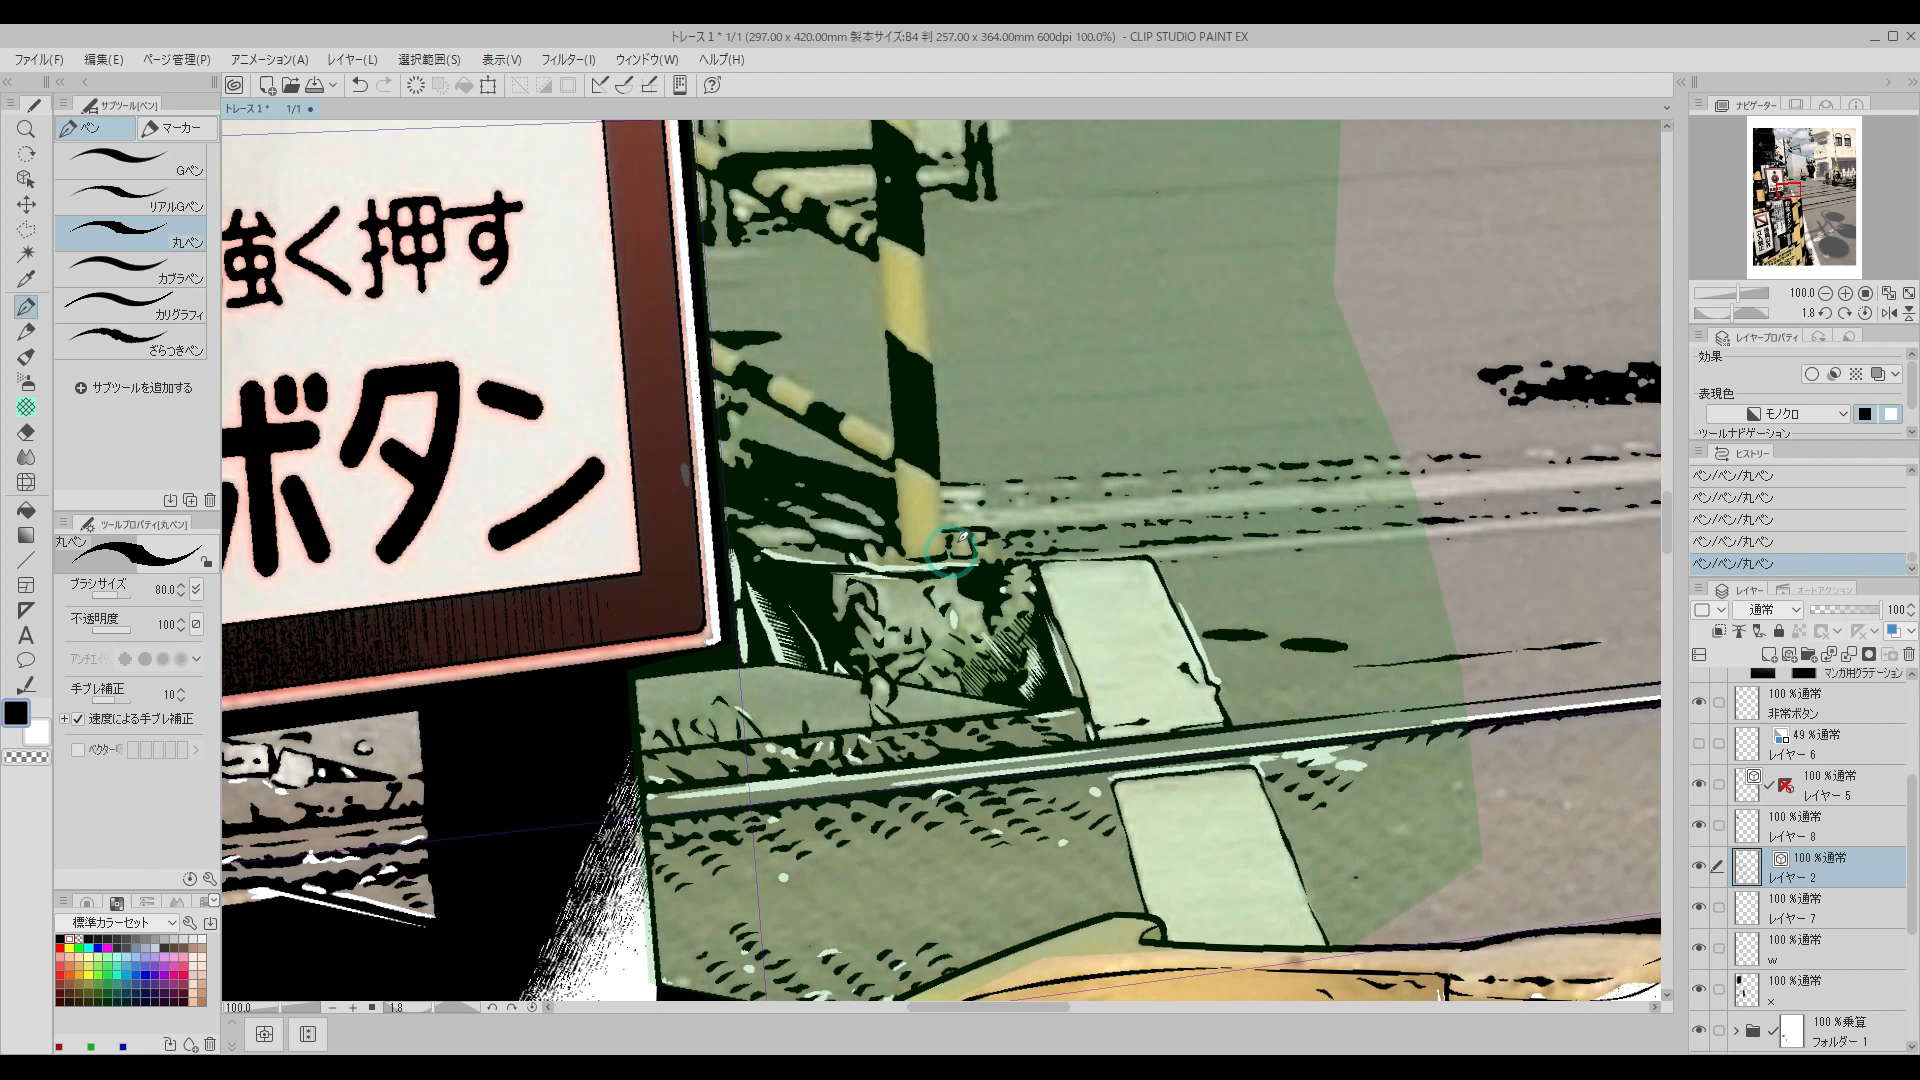 トレース1* 1/1 (297.00 x 420.00mm 製本サイズ:B4 判 257.00 x 364.00mm 600dpi 100.0%) - CLIP STUDIO PAINT EX
ファイル(F) 編集(E) ページ管理(P) アニメーション(A) レイヤー(L) 選択範囲(S) 表示(V) フィルター(I) ウィンドウ(W) ヘルプ(H)
サブツール[ペン]
トレース1* 1/1
ペン マーカー
Gペン
リアルGペン
丸ペン
カブラペン
カリグラフィ
ざらつきペン
サブツールを追加する
ツールプロパティ[丸ペン]
丸ペン
ブラシサイズ 80.0
不透明度 100
手ブレ補正 10
速度による手ブレ補正
標準カラーセット
強く押す
ボタン
100.0 1.8
ナビゲーター
100.0
1.8
レイヤープロパティ
効果
表現色
モノクロ
ツールナビゲーション
ヒストリー
ペン/ペン/丸ペン
ペン/ペン/丸ペン
ペン/ペン/丸ペン
ペン/ペン/丸ペン
ペン/ペン/丸ペン
レイヤー オートアクション
通常 100
マンガ用グラデーション
100 %通常
非常ボタン
49 %通常
レイヤー 6
100 %通常
レイヤー 5
100 %通常
レイヤー 8
100 %通常
レイヤー 2
100 %通常
レイヤー 7
100 %通常
w
100 %通常
x
100 %乗算
フォルダー 1